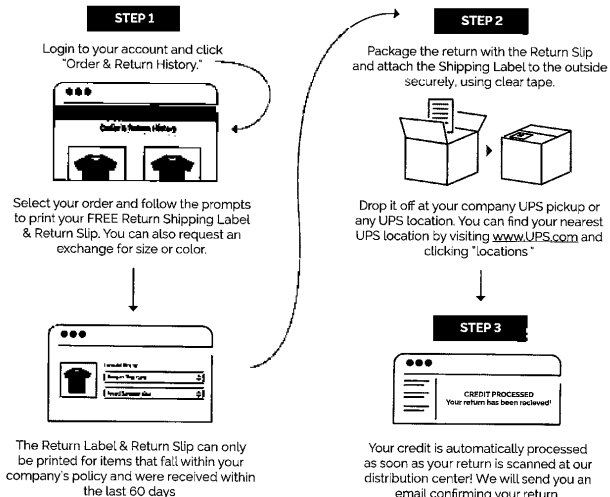 STEP 1
Login to your account and click
"Order & Return History."
Order & Return History
Select your order and follow the prompts
to print your FREE Return Shipping Label
& Return Slip. You can also request an
exchange for size or color.
The Return Label & Return Slip can only
be printed for items that fall within your
company's policy and were received within
the last 60 days
STEP 2
Package the return with the Return Slip
and attach the Shipping Label to the outside
securely, using clear tape.
Drop it off at your company UPS pickup or
any UPS location. You can find your nearest
UPS location by visiting www.UPS.com and
clicking "locations "
STEP 3
CREDIT PROCESSED
Your return has been recieved!
Your credit is automatically processed
as soon as your return is scanned at our
distribution center! We will send you an
email confirming your return